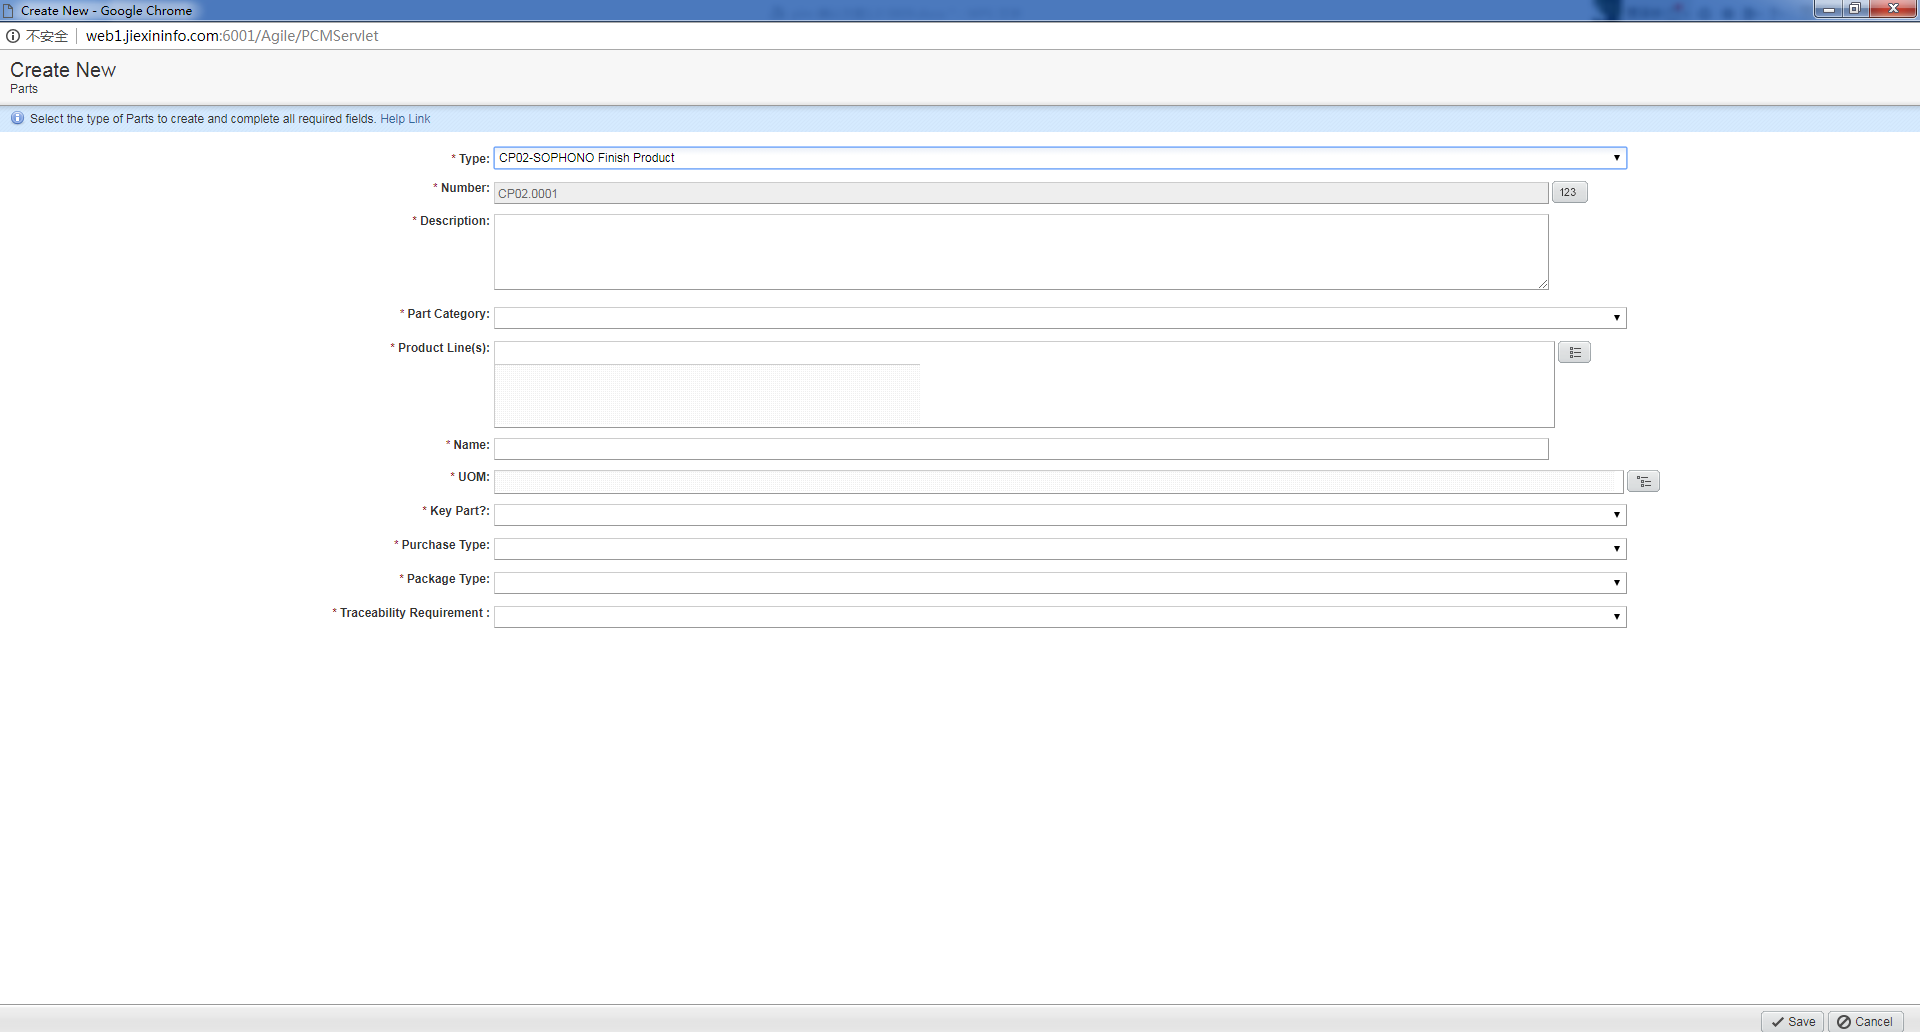 Create New - Google Chrome
不安全 web1.jiexininfo.com:6001/Agile/PCMServlet
Create New
Parts
Select the type of Parts to create and complete all required fields. Help Link
* Type: CP02-SOPHONO Finish Product
* Number: CP02.0001 123
* Description:
* Part Category:
* Product Line(s):
* Name:
* UOM:
* Key Part?:
* Purchase Type:
* Package Type:
* Traceability Requirement :
Save Cancel